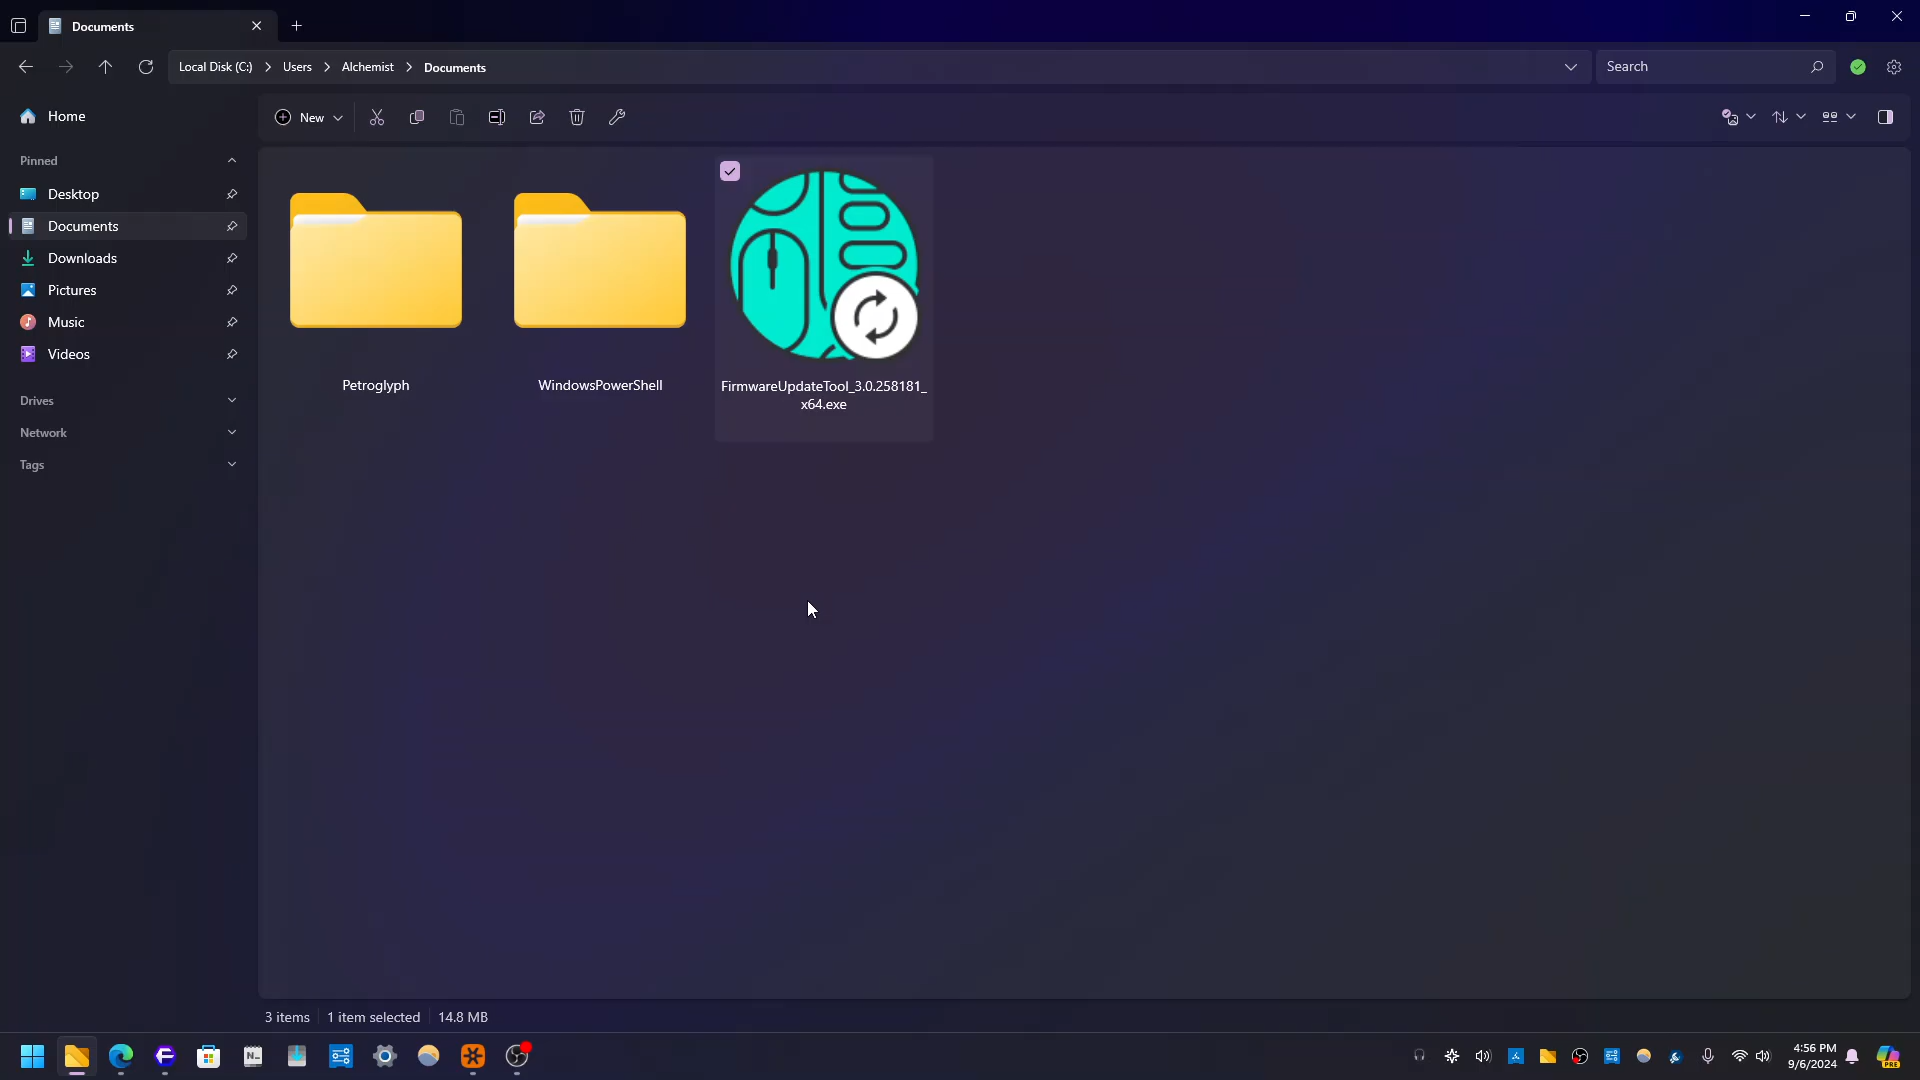 Documents
Local Disk (C:) > Users > Alchemist > Documents
Search
Home
New
Pinned
Desktop
Documents
Downloads
Pictures
Music
Videos
Drives
Network
Tags
Petroglyph
WindowsPowerShell
FirmwareUpdateTool_3.0.258181_
x64.exe
3 items
1 item selected
14.8 MB
4:56 PM
9/6/2024
PRE